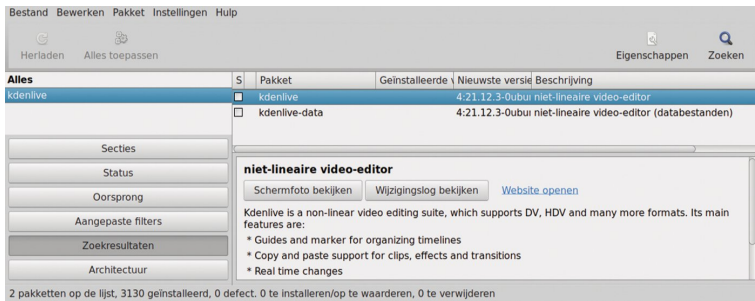 Bestand Bewerken Pakket Instellingen Hulp
Herladen Alles toepassen Eigenschappen Zoeken
Alles
kdenlive
S Pakket Geïnstalleerde v Nieuwste versie Beschrijving
kdenlive 4:21.12.3-0ubu niet-lineaire video-editor
kdenlive-data 4:21.12.3-0ubu niet-lineaire video-editor (databestanden)
Secties
Status
Oorsprong
Aangepaste filters
Zoekresultaten
Architectuur
niet-lineaire video-editor
Schermfoto bekijken Wijzigingslog bekijken Website openen
Kdenlive is a non-linear video editing suite, which supports DV, HDV and many more formats. Its main
features are:
* Guides and marker for organizing timelines
* Copy and paste support for clips, effects and transitions
* Real time changes
2 pakketten op de lijst, 3130 geïnstalleerd, 0 defect. 0 te installeren/op te waarderen, 0 te verwijderen